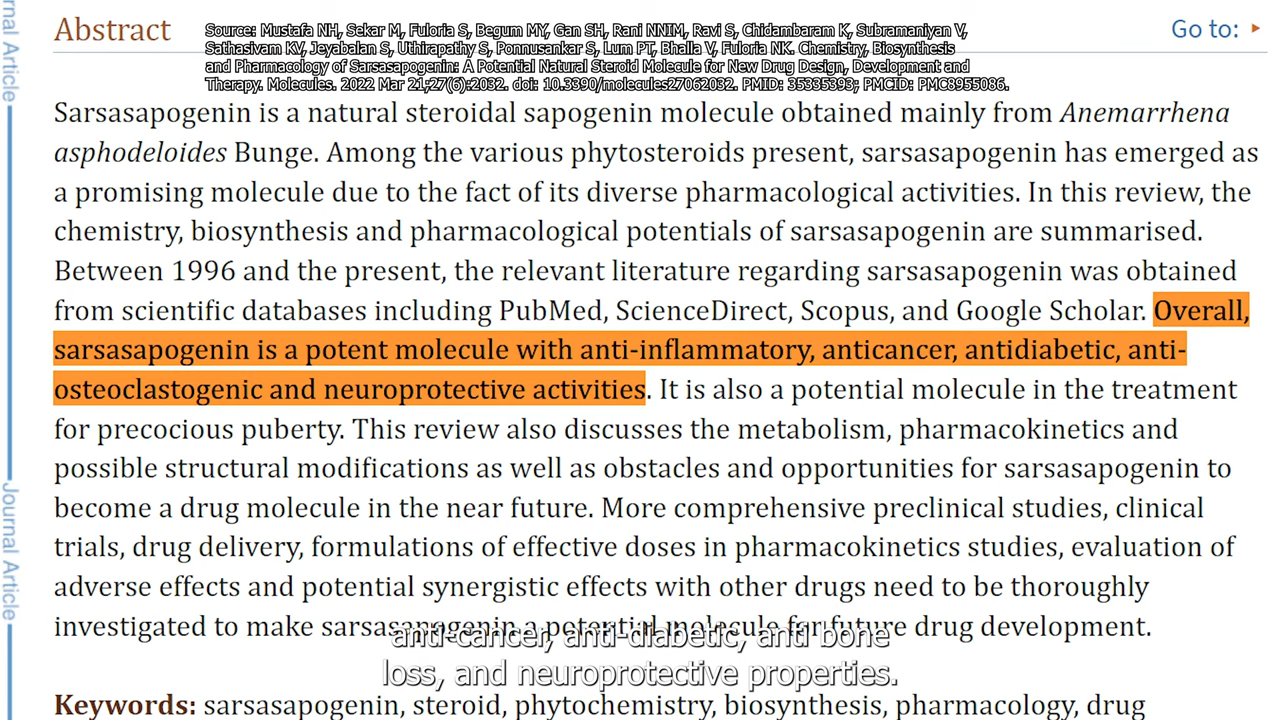 Abstract
Go to:
Source: Mustafa NH, Sekar M, Fuloria S, Begum MY, Gan SH, Rani NNIM, Ravi S, Chidambaram K, Subramaniyan V,
Sathasivam KV, Jeyabalan S, Uthirapathy S, Ponnusankar S, Lum PT, Bhalla V, Fuloria NK. Chemistry, Biosynthesis
and Pharmacology of Sarsasapogenin: A Potential Natural Steroid Molecule for New Drug Design, Development and
Therapy. Molecules. 2022 Mar 21;27(6):2032. doi: 10.3390/molecules27062032. PMID: 35335393; PMCID: PMC8955086.
Sarsasapogenin is a natural steroidal sapogenin molecule obtained mainly from Anemarrhena
asphodeloides Bunge. Among the various phytosteroids present, sarsasapogenin has emerged as
a promising molecule due to the fact of its diverse pharmacological activities. In this review, the
chemistry, biosynthesis and pharmacological potentials of sarsasapogenin are summarised.
Between 1996 and the present, the relevant literature regarding sarsasapogenin was obtained
from scientific databases including PubMed, ScienceDirect, Scopus, and Google Scholar. Overall,
sarsasapogenin is a potent molecule with anti-inflammatory, anticancer, antidiabetic, anti-
osteoclastogenic and neuroprotective activities. It is also a potential molecule in the treatment
for precocious puberty. This review also discusses the metabolism, pharmacokinetics and
possible structural modifications as well as obstacles and opportunities for sarsasapogenin to
become a drug molecule in the near future. More comprehensive preclinical studies, clinical
trials, drug delivery, formulations of effective doses in pharmacokinetics studies, evaluation of
adverse effects and potential synergistic effects with other drugs need to be thoroughly
investigated to make sarsasapogenin a potential molecule for future drug development.
anti-cancer, anti-diabetic, anti bone
loss, and neuroprotective properties.
Keywords: sarsasapogenin, steroid, phytochemistry, biosynthesis, pharmacology, drug
nal Article
Journal Article